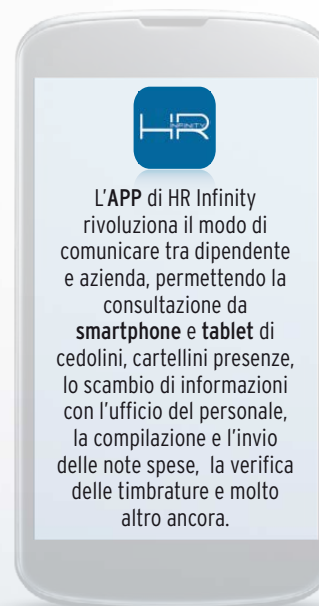 HR
INFINITY
L'APP di HR Infinity
rivoluziona il modo di
comunicare tra dipendente
e azienda, permettendo la
consultazione da
smartphone e tablet di
cedolini, cartellini presenze,
lo scambio di informazioni
con l'ufficio del personale,
la compilazione e l'invio
delle note spese, la verifica
delle timbrature e molto
altro ancora.